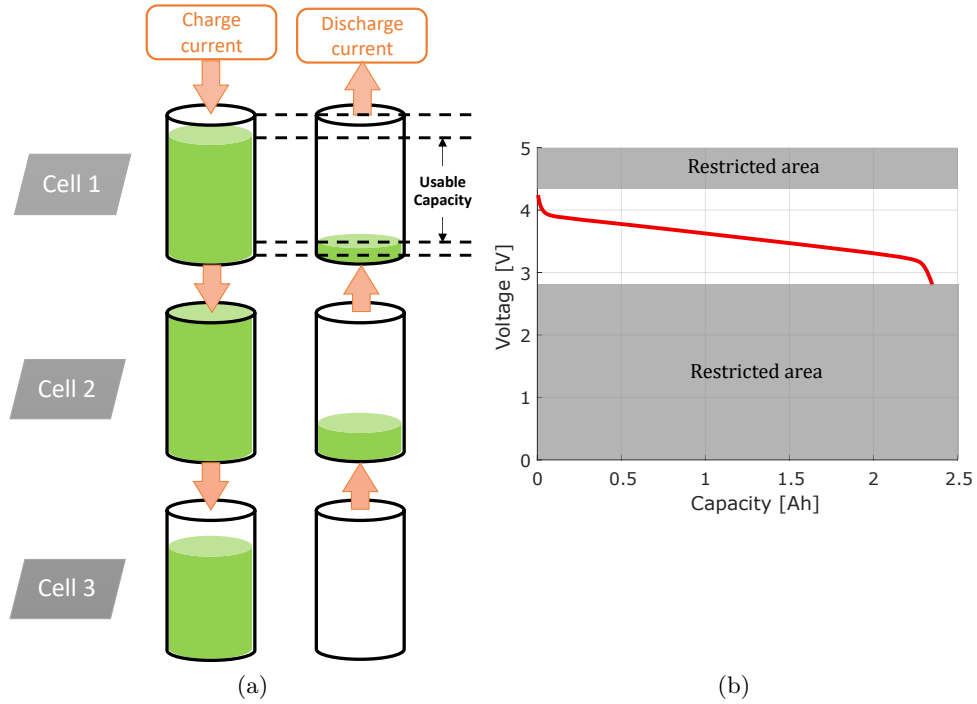 Charge
current
Discharge
current
Cell 1
Usable
Capacity
Cell 2
Cell 3
(a)
5
4
3
2
1
0
Voltage [V]
Restricted area
Restricted area
0
0.5
1
1.5
2
2.5
Capacity [Ah]
(b)